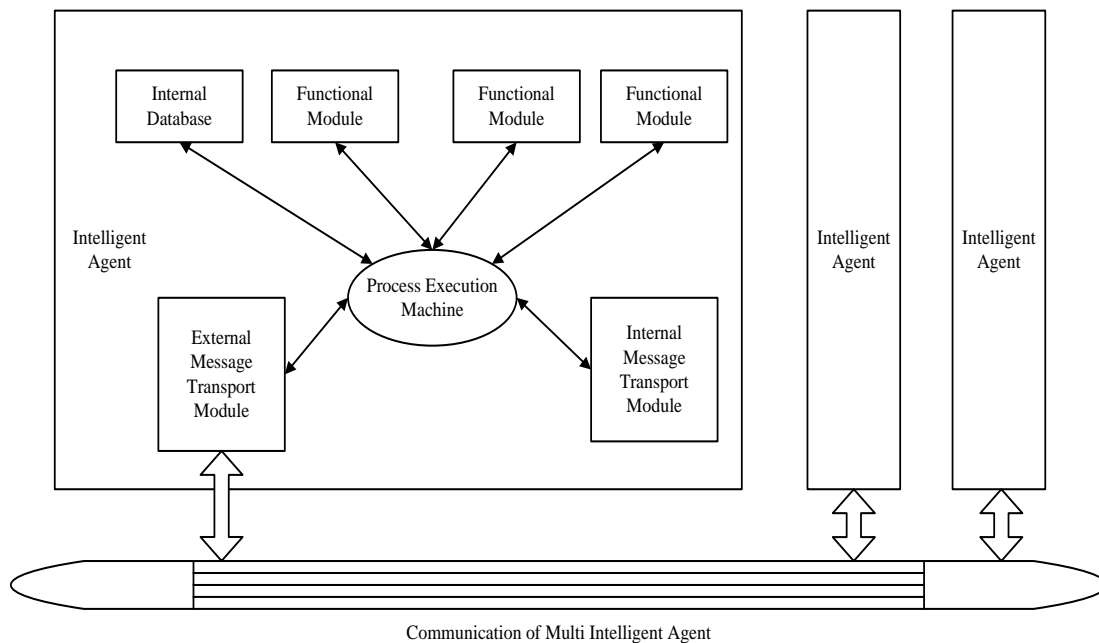 Internal
Database
Functional
Module
Functional
Module
Functional
Module
Intelligent
Agent
Process Execution
Machine
External
Message
Transport
Module
Internal
Message
Transport
Module
Intelligent
Agent
Intelligent
Agent
Communication of Multi Intelligent Agent